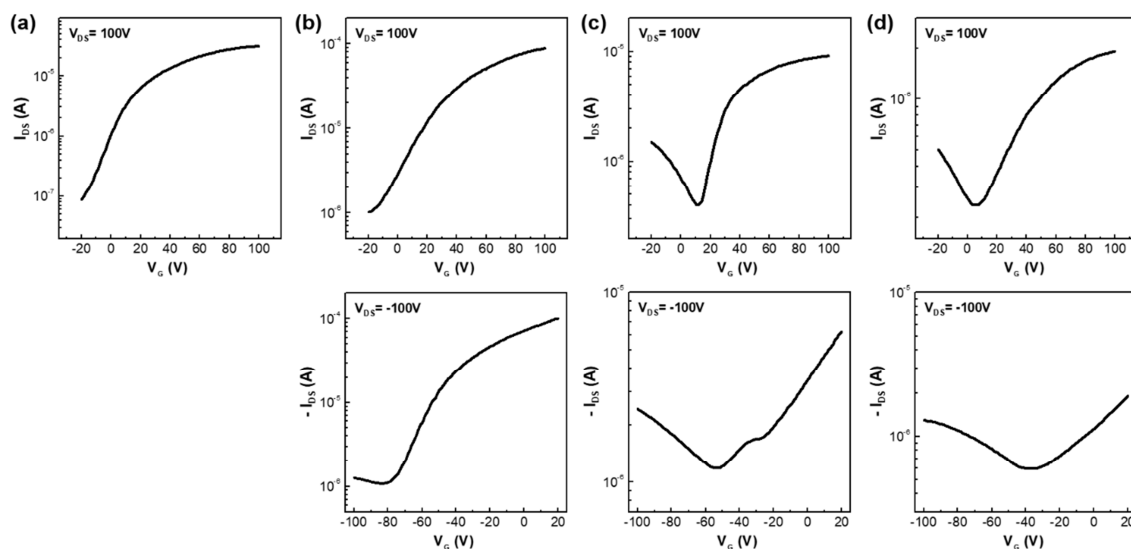 (a) (b) (c) (d)
V_DS= 100V
I_DS (A)
10^-5
10^-6
10^-7
-20 0 20 40 60 80 100
V_G (V)
V_DS= 100V
I_DS (A)
10^-4
10^-5
10^-6
-20 0 20 40 60 80 100
V_G (V)
V_DS= 100V
I_DS (A)
10^-5
10^-6
-20 0 20 40 60 80 100
V_G (V)
V_DS= 100V
I_DS (A)
10^-5
-20 0 20 40 60 80 100
V_G (V)
V_DS= -100V
- I_DS (A)
10^-4
10^-5
10^-6
-100 -80 -60 -40 -20 0 20
V_G (V)
V_DS= -100V
- I_DS (A)
10^-5
10^-6
-100 -80 -60 -40 -20 0 20
V_G (V)
V_DS= -100V
- I_DS (A)
10^-5
10^-6
-100 -80 -60 -40 -20 0 20
V_G (V)